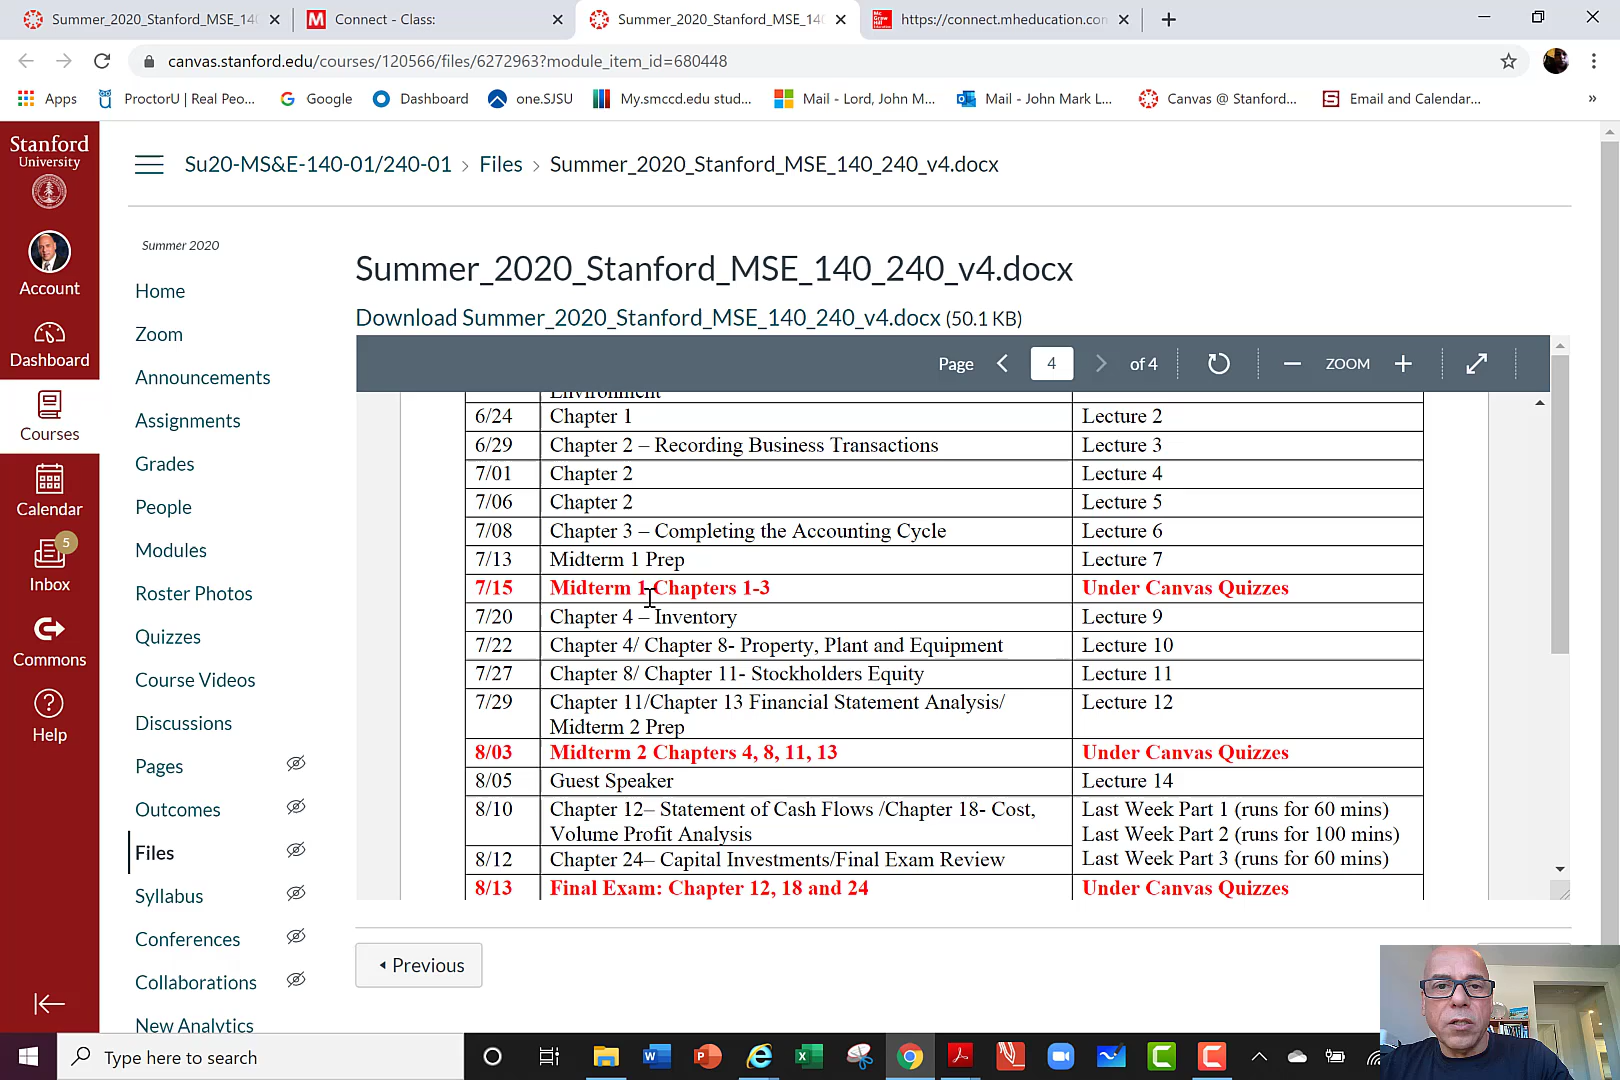 Summer_2020_Stanford_MSE_14
Connect - Class:
Summer_2020_Stanford_MSE_14
https://connect.mheducation.co
canvas.stanford.edu/courses/120566/files/6272963?module_item_id=680448
Apps
ProctorU | Real Peo...
Google
Dashboard
one.SJSU
My.smccd.edu stud...
Mail - Lord, John M...
Mail - John Mark L...
Canvas @ Stanford...
Email and Calendar...
»
Stanford
University
Account
Dashboard
Courses
Calendar
5
Inbox
Commons
Help
Su20-MS&E-140-01/240-01 > Files > Summer_2020_Stanford_MSE_140_240_v4.docx
Summer 2020
Home
Zoom
Announcements
Assignments
Grades
People
Modules
Roster Photos
Quizzes
Course Videos
Discussions
Pages
Outcomes
Files
Syllabus
Conferences
Collaborations
New Analytics
Summer_2020_Stanford_MSE_140_240_v4.docx
Download Summer_2020_Stanford_MSE_140_240_v4.docx (50.1 KB)
Page 4 of 4 ZOOM
Environment
6/24 Chapter 1 Lecture 2
6/29 Chapter 2 – Recording Business Transactions Lecture 3
7/01 Chapter 2 Lecture 4
7/06 Chapter 2 Lecture 5
7/08 Chapter 3 – Completing the Accounting Cycle Lecture 6
7/13 Midterm 1 Prep Lecture 7
7/15 Midterm 1 Chapters 1-3 Under Canvas Quizzes
7/20 Chapter 4 – Inventory Lecture 9
7/22 Chapter 4/ Chapter 8- Property, Plant and Equipment Lecture 10
7/27 Chapter 8/ Chapter 11- Stockholders Equity Lecture 11
7/29 Chapter 11/Chapter 13 Financial Statement Analysis/ Lecture 12
Midterm 2 Prep
8/03 Midterm 2 Chapters 4, 8, 11, 13 Under Canvas Quizzes
8/05 Guest Speaker Lecture 14
8/10 Chapter 12– Statement of Cash Flows /Chapter 18- Cost, Last Week Part 1 (runs for 60 mins)
Volume Profit Analysis Last Week Part 2 (runs for 100 mins)
8/12 Chapter 24– Capital Investments/Final Exam Review Last Week Part 3 (runs for 60 mins)
8/13 Final Exam: Chapter 12, 18 and 24 Under Canvas Quizzes
Previous
Type here to search